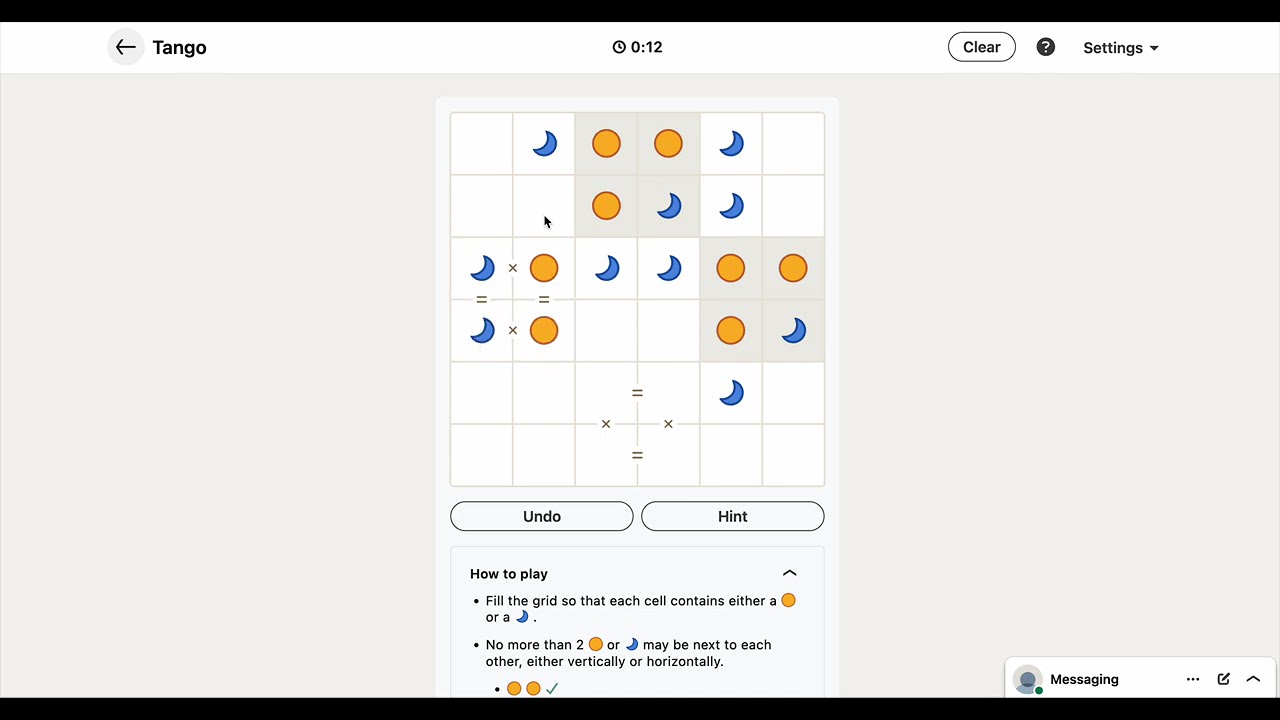 Tango
0:12
Clear
?
Settings
×
= =
×
=
× ×
=
Undo
Hint
How to play
• Fill the grid so that each cell contains either a
or a .
• No more than 2 or may be next to each
other, either vertically or horizontally.
Messaging